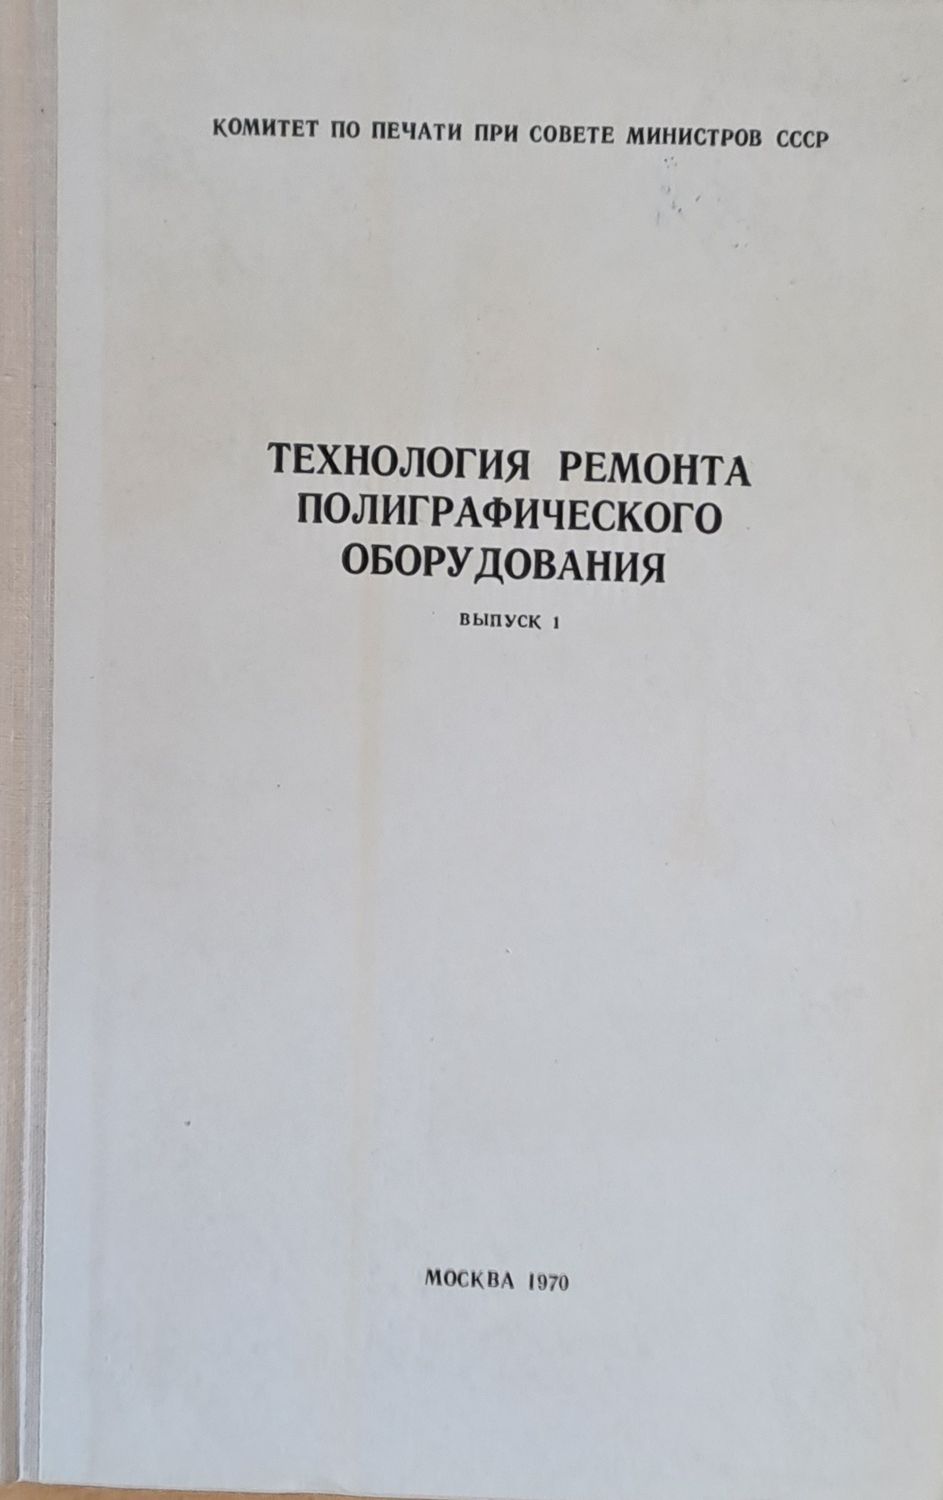 КОМИТЕТ ПО ПЕЧАТИ ПРИ СОВЕТЕ МИНИСТРОВ СССР
ТЕХНОЛОГИЯ РЕМОНТА
ПОЛИГРАФИЧЕСКОГО
ОБОРУДОВАНИЯ
ВЫПУСК 1
МОСКВА 1970